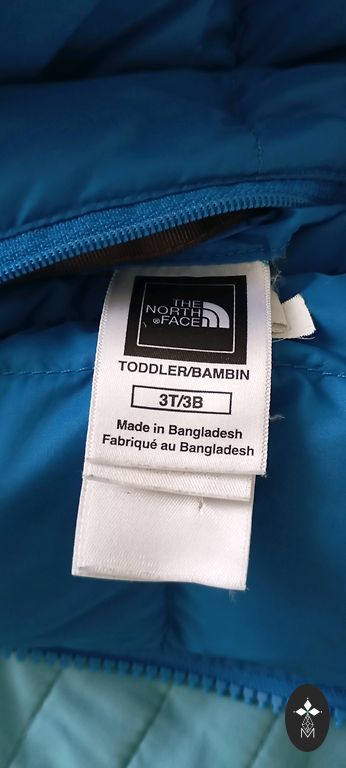 THE
NORTH
®FACE
TODDLER/BAMBIN
3T/3B
Made in Bangladesh
Fabriqué au Bangladesh
M